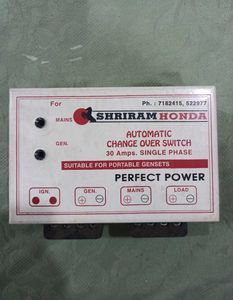 For
Ph. : 7182415, 522977
SHRIRAM HONDA
MAINS
AUTOMATIC
CHANGE OVER SWITCH
GEN.
30 Amps. SINGLE PHASE
SUITABLE FOR PORTABLE GENSETS
PERFECT POWER
IGN. GEN. MAINS LOAD
+ − + − + −